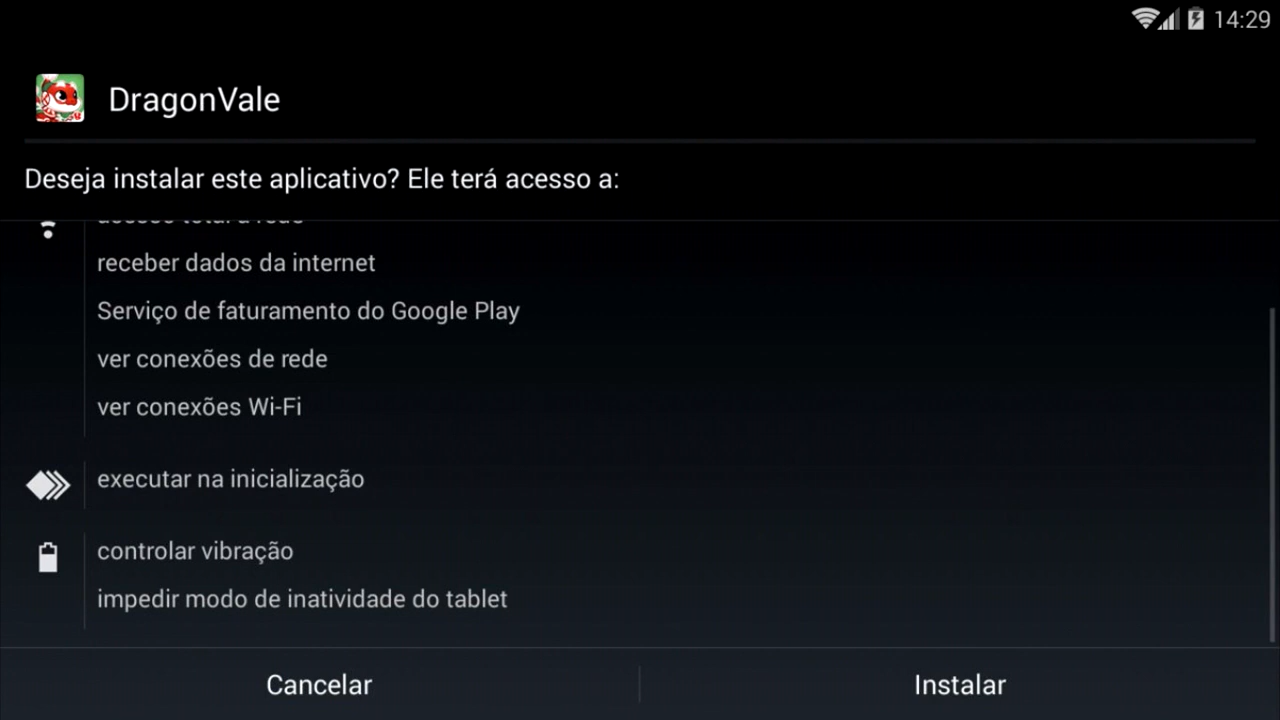 14:29
DragonVale
Deseja instalar este aplicativo? Ele terá acesso a:
receber dados da internet
Serviço de faturamento do Google Play
ver conexões de rede
ver conexões Wi-Fi
executar na inicialização
controlar vibração
impedir modo de inatividade do tablet
Cancelar
Instalar